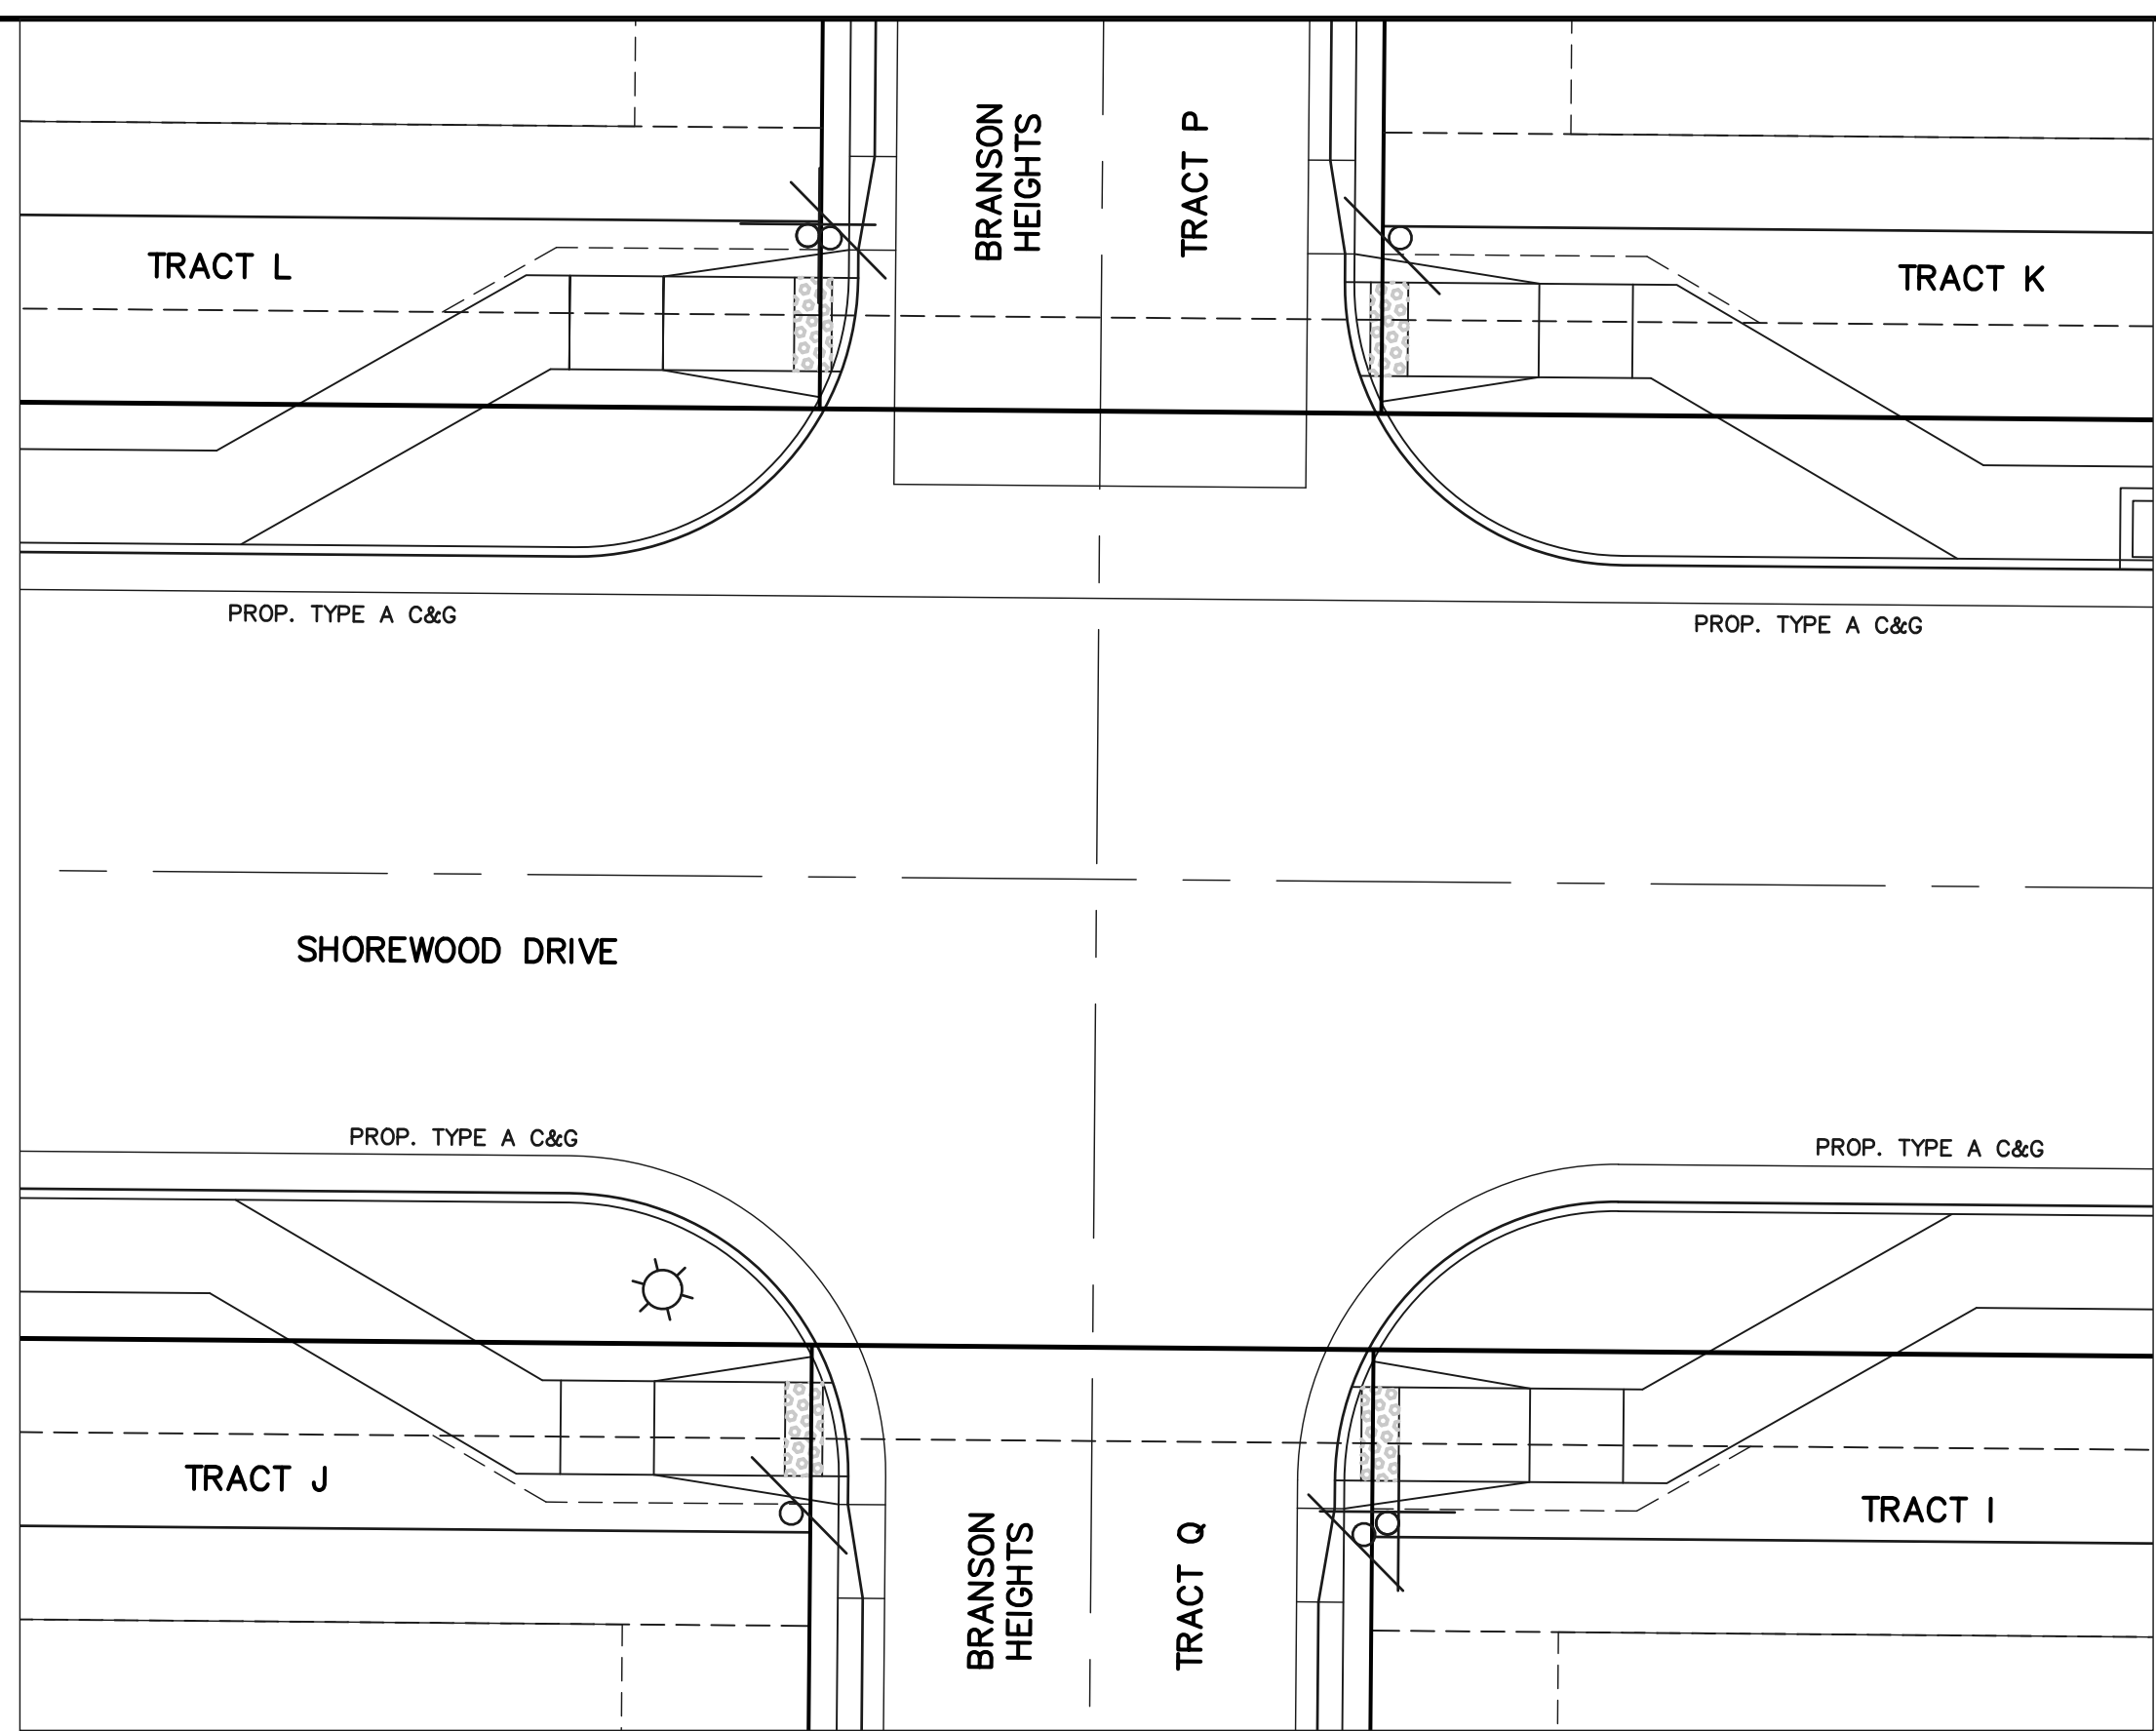 BRANSON
HEIGHTS
TRACT P
TRACT L
TRACT K
PROP. TYPE A C&G
PROP. TYPE A C&G
SHOREWOOD DRIVE
PROP. TYPE A C&G
PROP. TYPE A C&G
TRACT J
TRACT I
BRANSON
HEIGHTS
TRACT Q